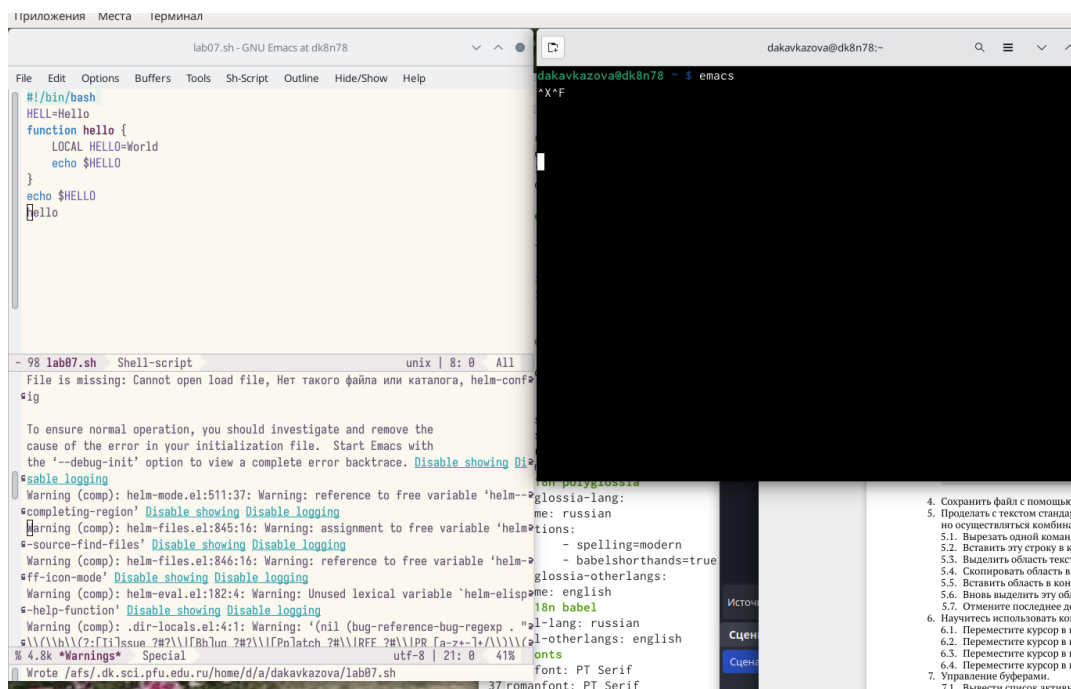 Приложения Места Терминал
lab07.sh - GNU Emacs at dk8n78
File Edit Options Buffers Tools Sh-Script Outline Hide/Show Help
#!/bin/bash
HELL=Hello
function hello {
LOCAL HELLO=World
echo $HELLO
}
echo $HELLO
hello
- 98 lab07.sh Shell-script unix | 8: 0 All
File is missing: Cannot open load file, Нет такого файла или каталога, helm-conf
ig
To ensure normal operation, you should investigate and remove the
cause of the error in your initialization file. Start Emacs with
the ‘--debug-init’ option to view a complete error backtrace. Disable showing Di
sable logging
Warning (comp): helm-mode.el:511:37: Warning: reference to free variable ‘helm--
completing-region’ Disable showing Disable logging
Warning (comp): helm-files.el:845:16: Warning: assignment to free variable ‘helm
-source-find-files’ Disable showing Disable logging
Warning (comp): helm-files.el:846:16: Warning: reference to free variable ‘helm-
ff-icon-mode’ Disable showing Disable logging
Warning (comp): helm-eval.el:182:4: Warning: Unused lexical variable `helm-elisp
-help-function' Disable showing Disable logging
Warning (comp): .dir-locals.el:4:1: Warning: ‘(nil (bug-reference-bug-regexp . "
% 4.8k *Warnings* Special utf-8 | 21: 0 41%
Wrote /afs/.dk.sci.pfu.edu.ru/home/d/a/dakavkazova/lab07.sh
dakavkazova@dk8n78:~
dakavkazova@dk8n78 ~ $ emacs
^X^F
polyglossia
glossia-lang:
me: russian
tions:
- spelling=modern
- babelshorthands=true
glossia-otherlangs:
me: english
18n babel
l-lang: russian
l-otherlangs: english
onts
font: PT Serif
37 romanfont: PT Serif
Источ
Сцен
Сцена
4. Сохранить файл с помощью
5. Проделать с текстом стандар
но осуществляться комбина
5.1. Вырезать одной коман
5.2. Вставить эту строку в к
5.3. Выделить область текс
5.4. Скопировать область в
5.5. Вставить область в кон
5.6. Вновь выделить эту обл
5.7. Отмените последнее де
6. Научитесь использовать ко
6.1. Переместите курсор в
6.2. Переместите курсор в
6.3. Переместите курсор в
6.4. Переместите курсор в
7. Управление буферами.
7.1. Вывести список активн